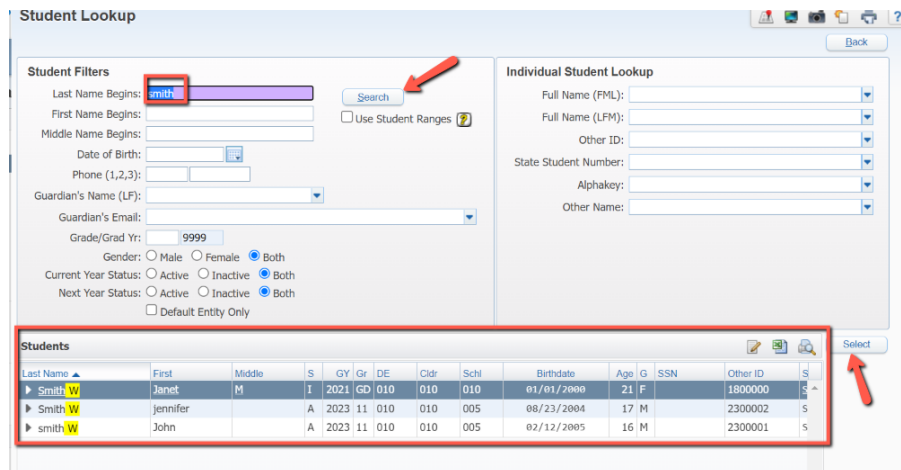 Student Lookup
?
Back
Student Filters
Last Name Begins: smith
Search
First Name Begins:
Use Student Ranges ?
Middle Name Begins:
Date of Birth:
Phone (1,2,3):
Guardian's Name (LF):
Guardian's Email:
Grade/Grad Yr: 9999
Gender: Male Female Both
Current Year Status: Active Inactive Both
Next Year Status: Active Inactive Both
Default Entity Only
Individual Student Lookup
Full Name (FML):
Full Name (LFM):
Other ID:
State Student Number:
Alphakey:
Other Name:
Students
Select
Last Name First Middle S GY Gr DE Cldr Schl Birthdate Age G SSN Other ID S
Smith W Janet M I 2021 GD 010 010 010 01/01/2000 21 F 1800000 S
Smith W jennifer A 2023 11 010 010 005 08/23/2004 17 M 2300002 S
smith W John A 2023 11 010 010 005 02/12/2005 16 M 2300001 S